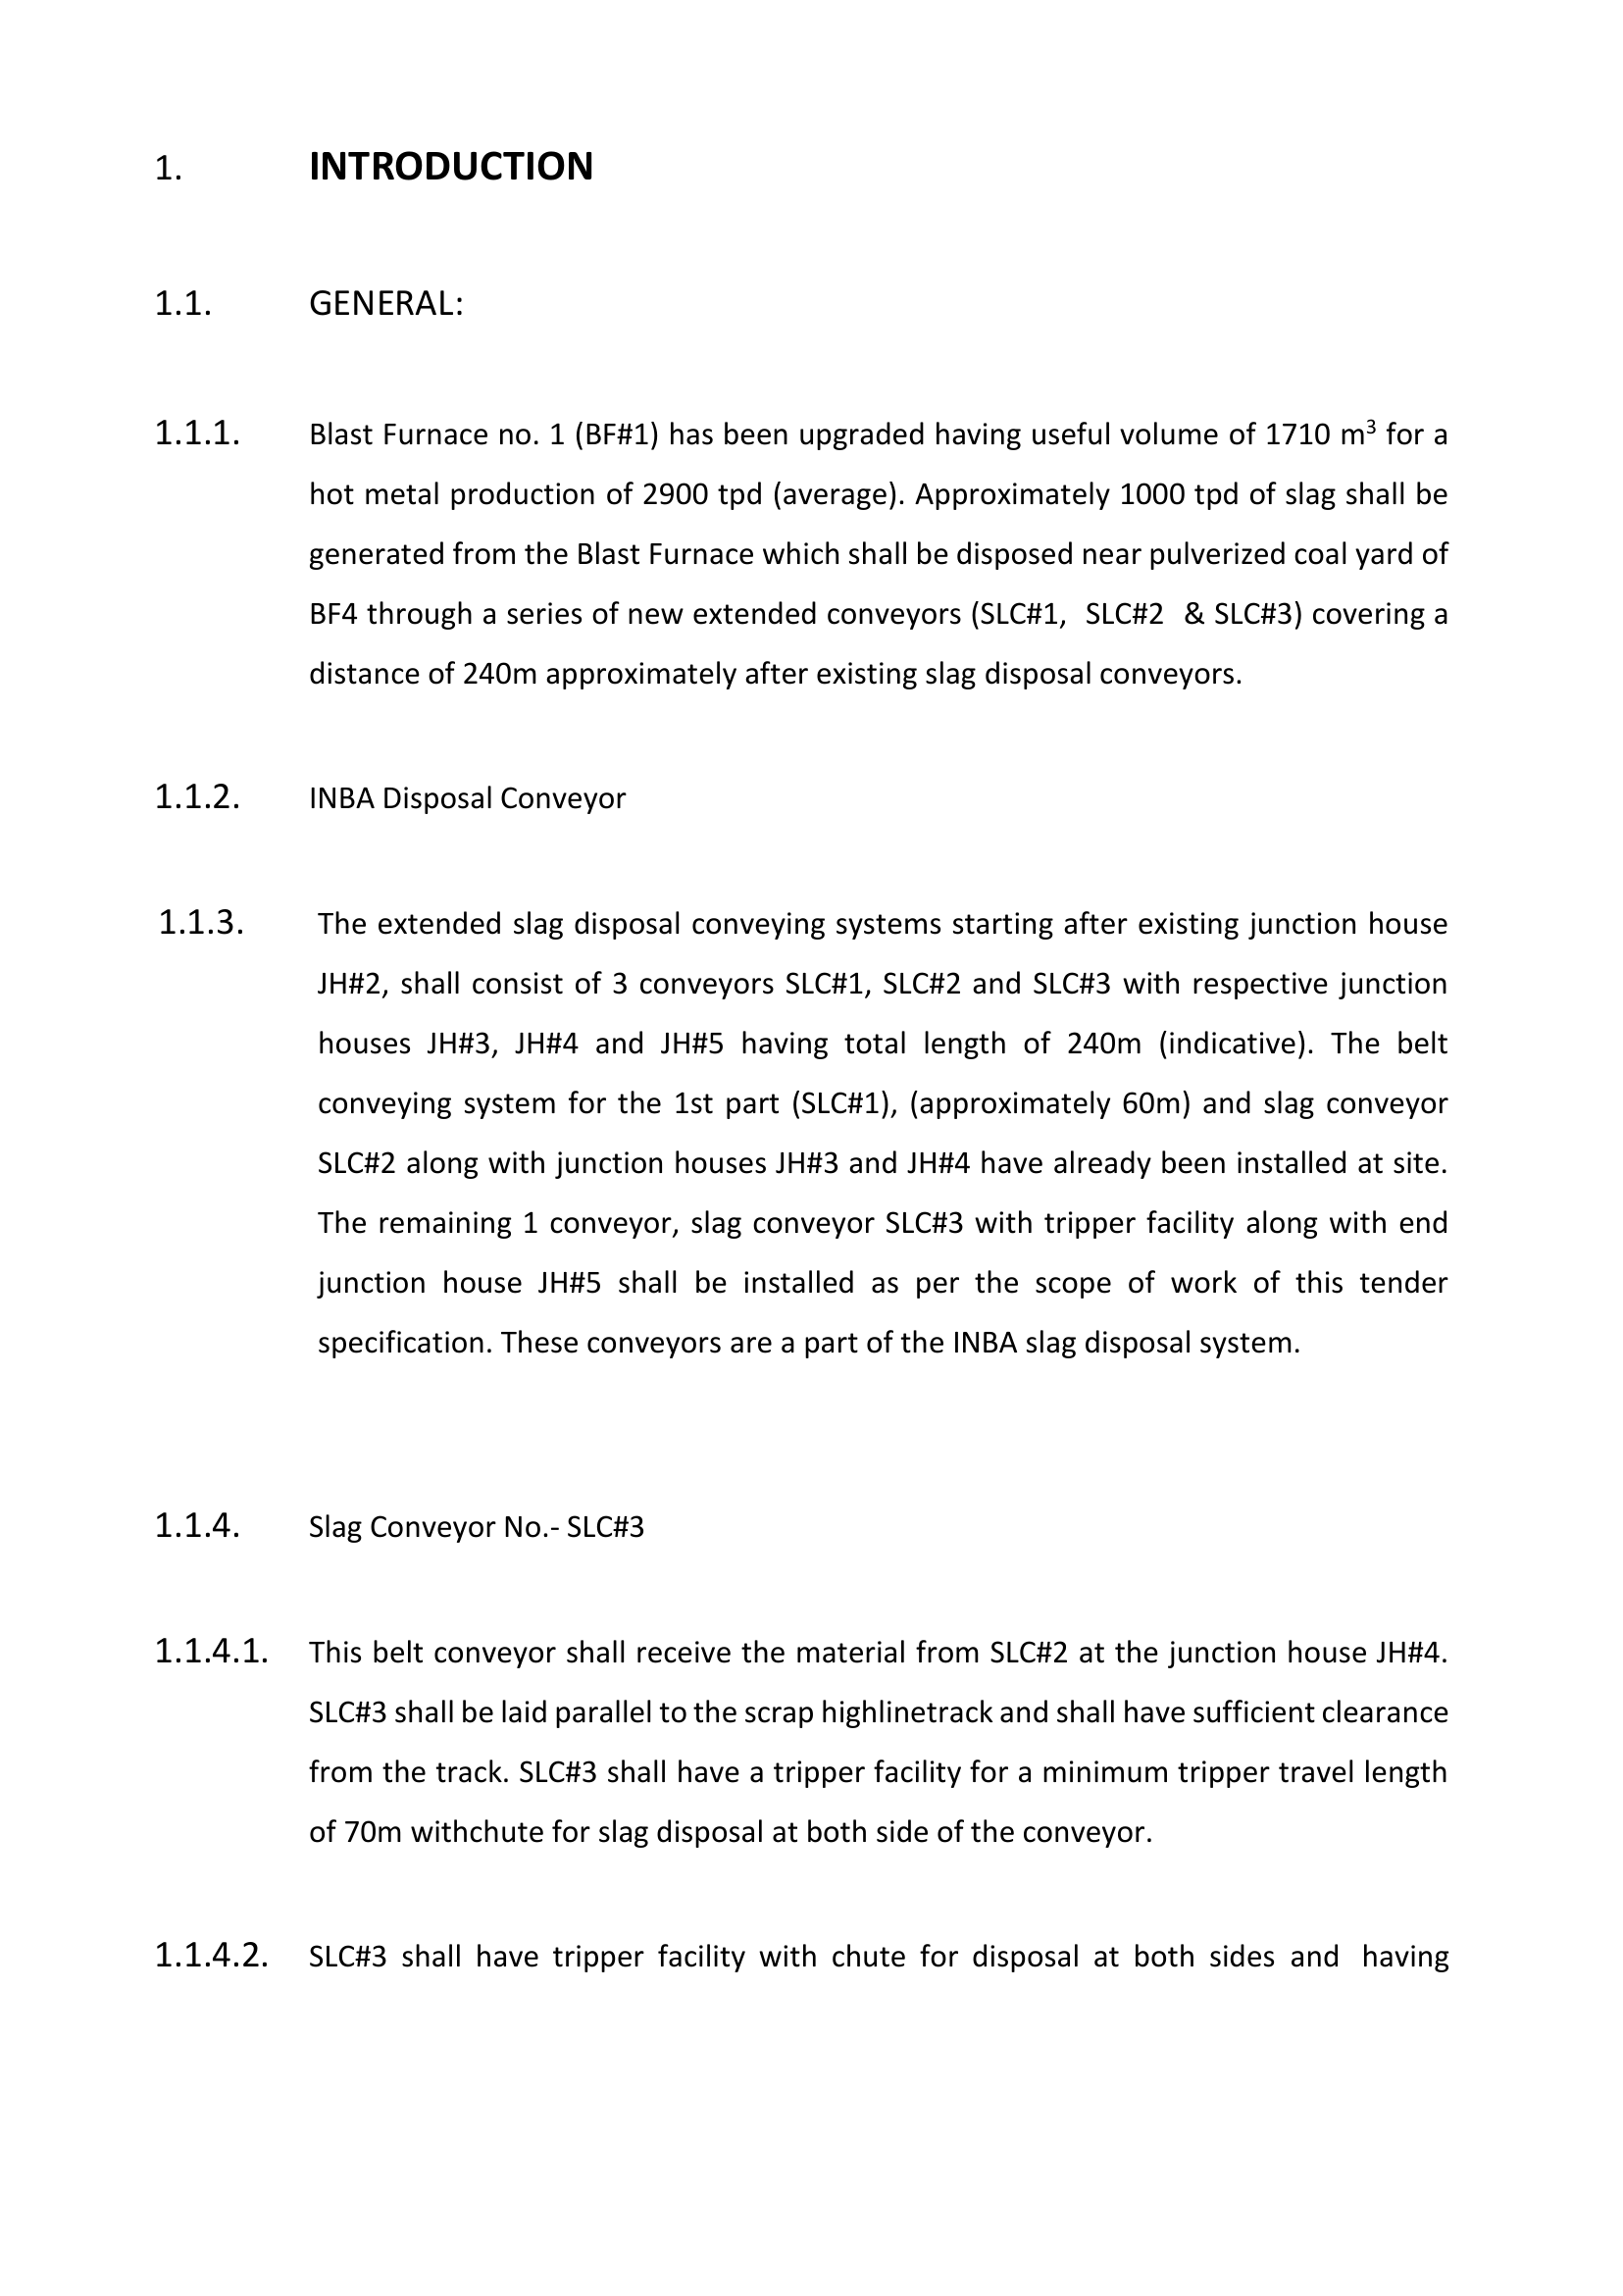 1. INTRODUCTION
1.1. GENERAL:
1.1.1. Blast Furnace no. 1 (BF#1) has been upgraded having useful volume of 1710 m³ for a
hot metal production of 2900 tpd (average). Approximately 1000 tpd of slag shall be
generated from the Blast Furnace which shall be disposed near pulverized coal yard of
BF4 through a series of new extended conveyors (SLC#1, SLC#2 & SLC#3) covering a
distance of 240m approximately after existing slag disposal conveyors.
1.1.2. INBA Disposal Conveyor
1.1.3. The extended slag disposal conveying systems starting after existing junction house
JH#2, shall consist of 3 conveyors SLC#1, SLC#2 and SLC#3 with respective junction
houses JH#3, JH#4 and JH#5 having total length of 240m (indicative). The belt
conveying system for the 1st part (SLC#1), (approximately 60m) and slag conveyor
SLC#2 along with junction houses JH#3 and JH#4 have already been installed at site.
The remaining 1 conveyor, slag conveyor SLC#3 with tripper facility along with end
junction house JH#5 shall be installed as per the scope of work of this tender
specification. These conveyors are a part of the INBA slag disposal system.
1.1.4. Slag Conveyor No.- SLC#3
1.1.4.1. This belt conveyor shall receive the material from SLC#2 at the junction house JH#4.
SLC#3 shall be laid parallel to the scrap highlinetrack and shall have sufficient clearance
from the track. SLC#3 shall have a tripper facility for a minimum tripper travel length
of 70m withchute for slag disposal at both side of the conveyor.
1.1.4.2. SLC#3 shall have tripper facility with chute for disposal at both sides and having